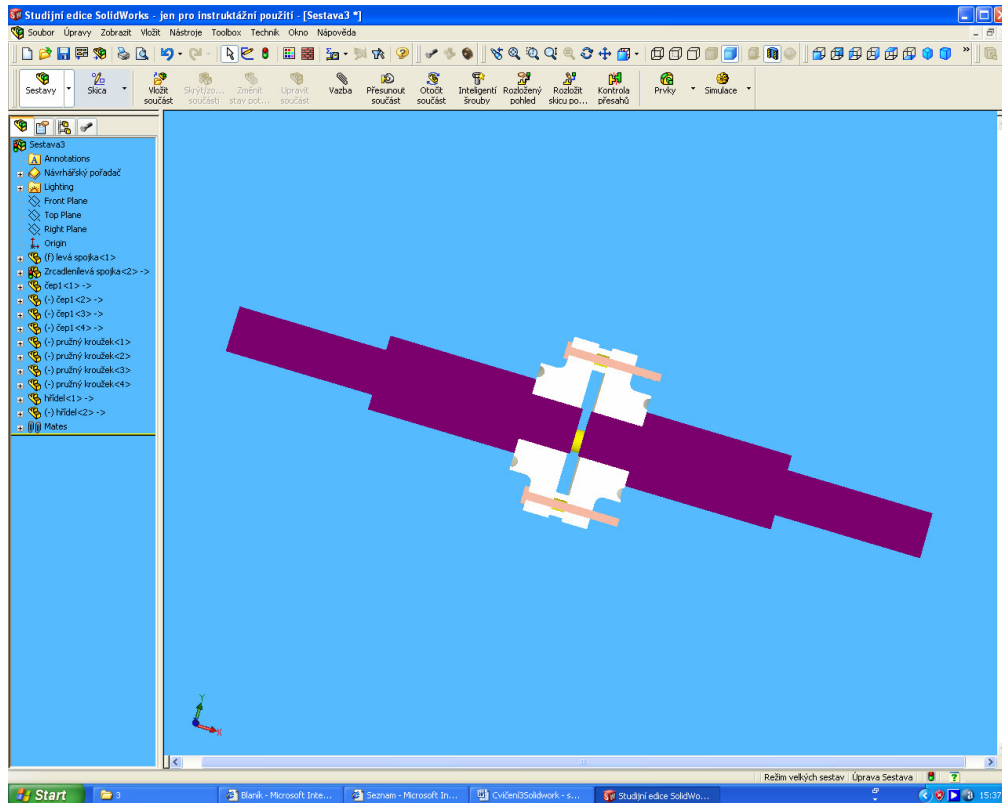 Studijní edice SolidWorks - jen pro instruktážní použití - [Sestava3 *]
Soubor Úpravy Zobrazit Vložit Nástroje Toolbox Technik Okno Nápověda
Sestavy
Skica
Vložit součást
Skrýt/zo... součásti
Změnit stav pot...
Upravit součást
Vazba
Přesunout součást
Otočit součást
Inteligentí šrouby
Rozložený pohled
Rozložit skicu po...
Kontrola přesahů
Prvky
Simulace
Sestava3
Annotations
Návrhářský pořadač
Lighting
Front Plane
Top Plane
Right Plane
Origin
(f) levá spojka<1>
Zrcadlenílevá spojka<2> ->
čep1<1> ->
(-) čep1<2> ->
(-) čep1<3> ->
(-) čep1<4> ->
(-) pružný kroužek<1>
(-) pružný kroužek<2>
(-) pružný kroužek<3>
(-) pružný kroužek<4>
hřídel<1> ->
(-) hřídel<2> ->
Mates
Y
X
Režim velkých sestav Úprava Sestava
Start
3
Blaník - Microsoft Inte...
Seznam - Microsoft In...
Cvičení3Solidwork - s...
Studijní edice SolidWo...
15:37